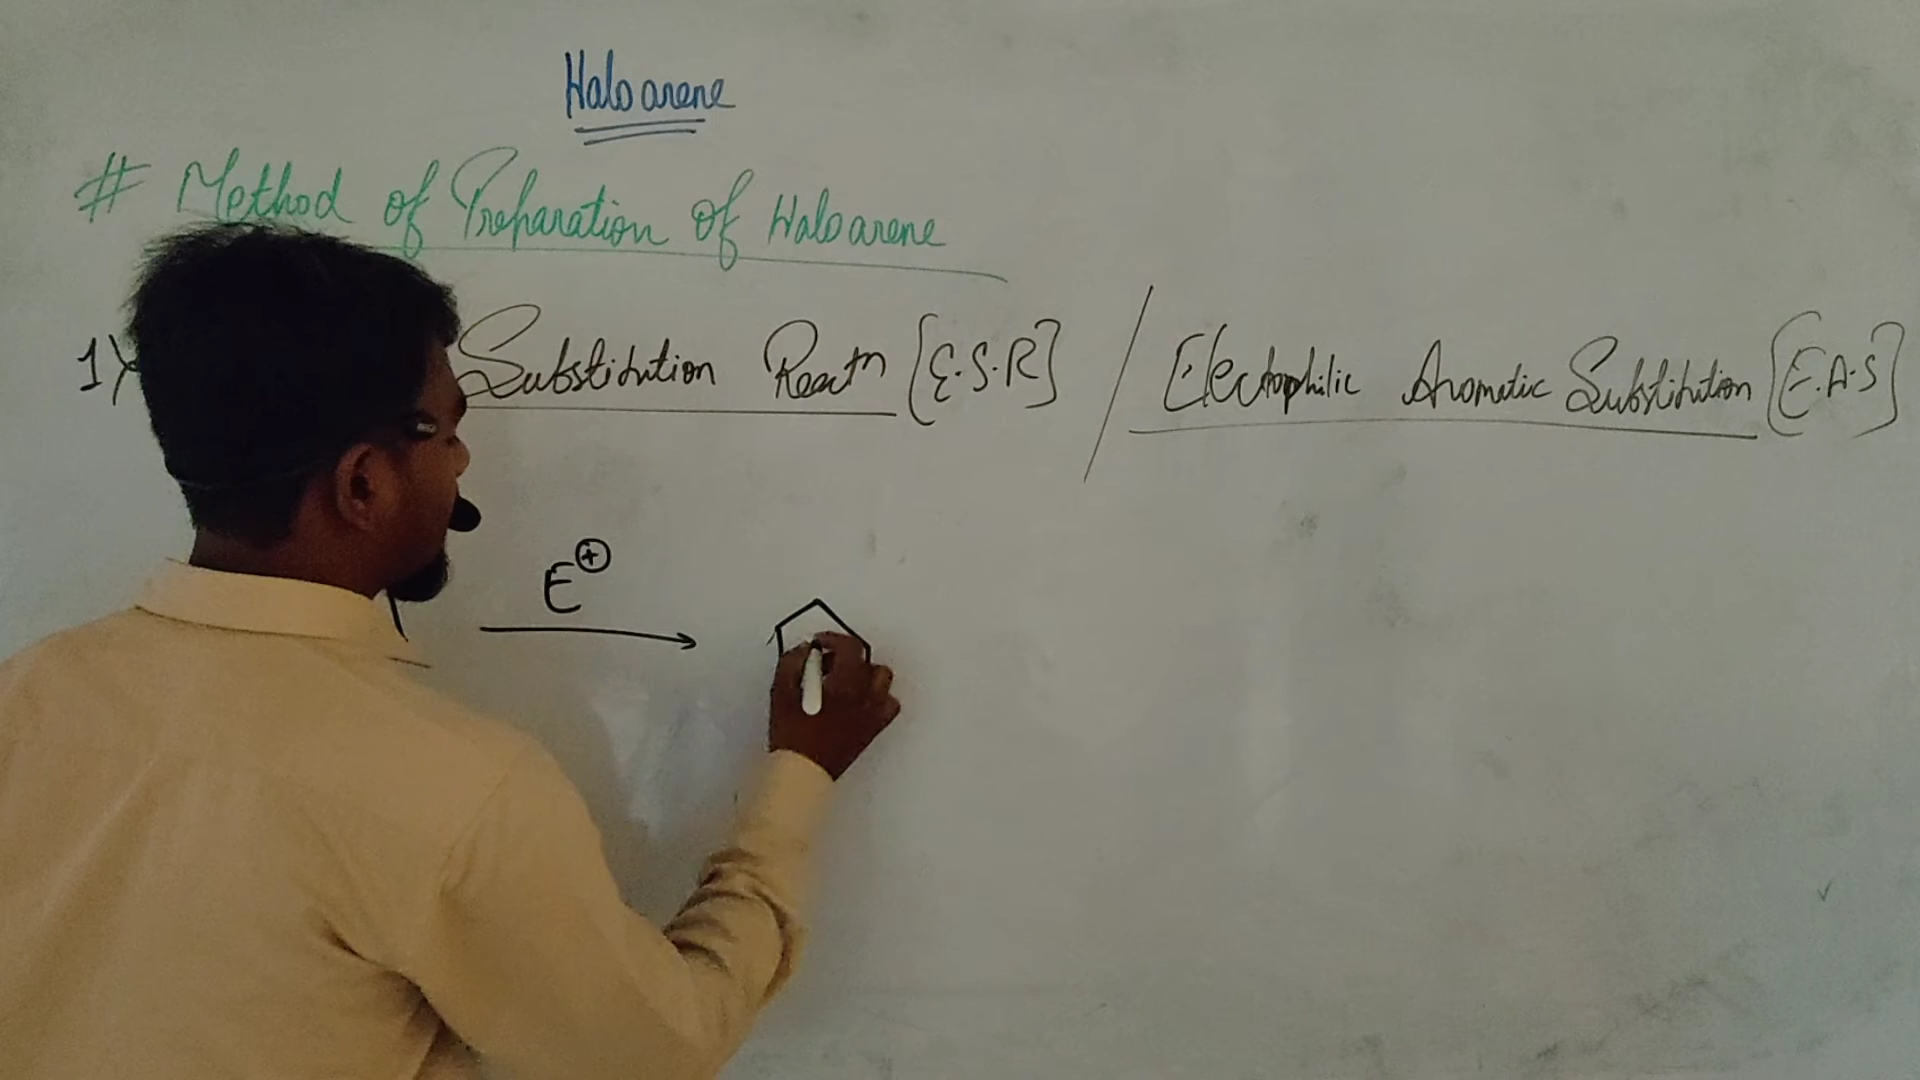 Haloarene
# Method of Preparation of Haloarene
1) Substitution Reactn [E.S.R] / Electrophilic Aromatic Substitution [E.A.S]
E⊕